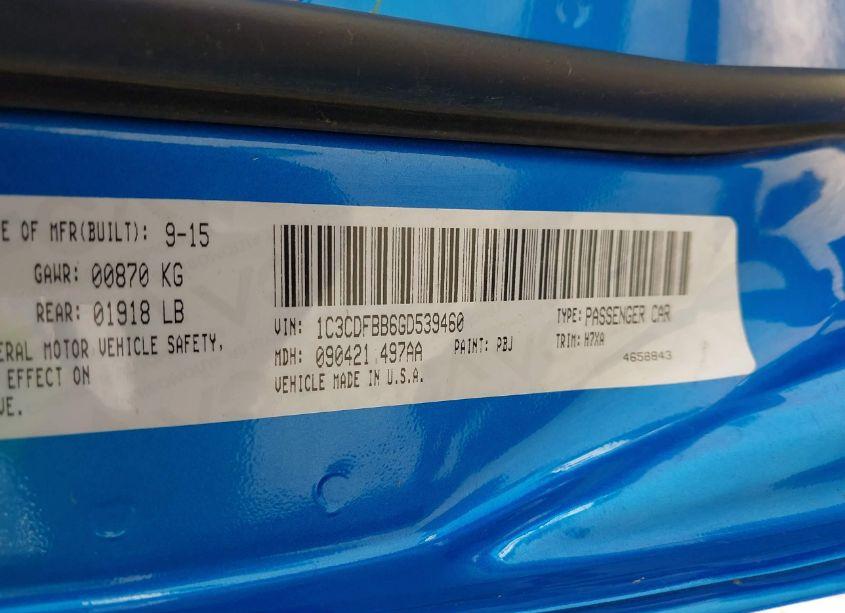 E OF MFR(BUILT): 9-15
GAWR: 00870 KG
REAR: 01918 LB
ERAL MOTOR VEHICLE SAFETY,
EFFECT ON
VE.
VIN: 1C3CDFBB6GD539460
TYPE: PASSENGER CAR
MDH: 090421 497AA
PAINT: PBJ
TRIM: H7XA
VEHICLE MADE IN U.S.A.
4658843